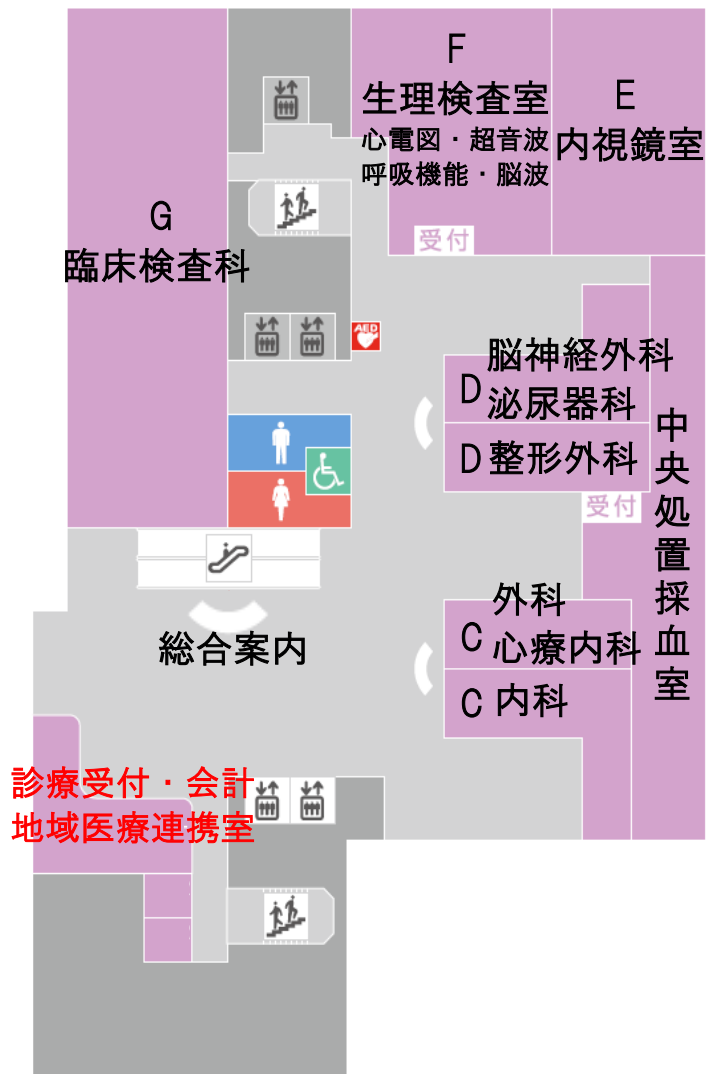 F
生理検査室
心電図・超音波
呼吸機能・脳波
受付
E
内視鏡室
G
臨床検査科
AED
脳神経外科
D 泌尿器科
D 整形外科
受付
中央処置採血室
外科
C 心療内科
C 内科
総合案内
診療受付・会計
地域医療連携室